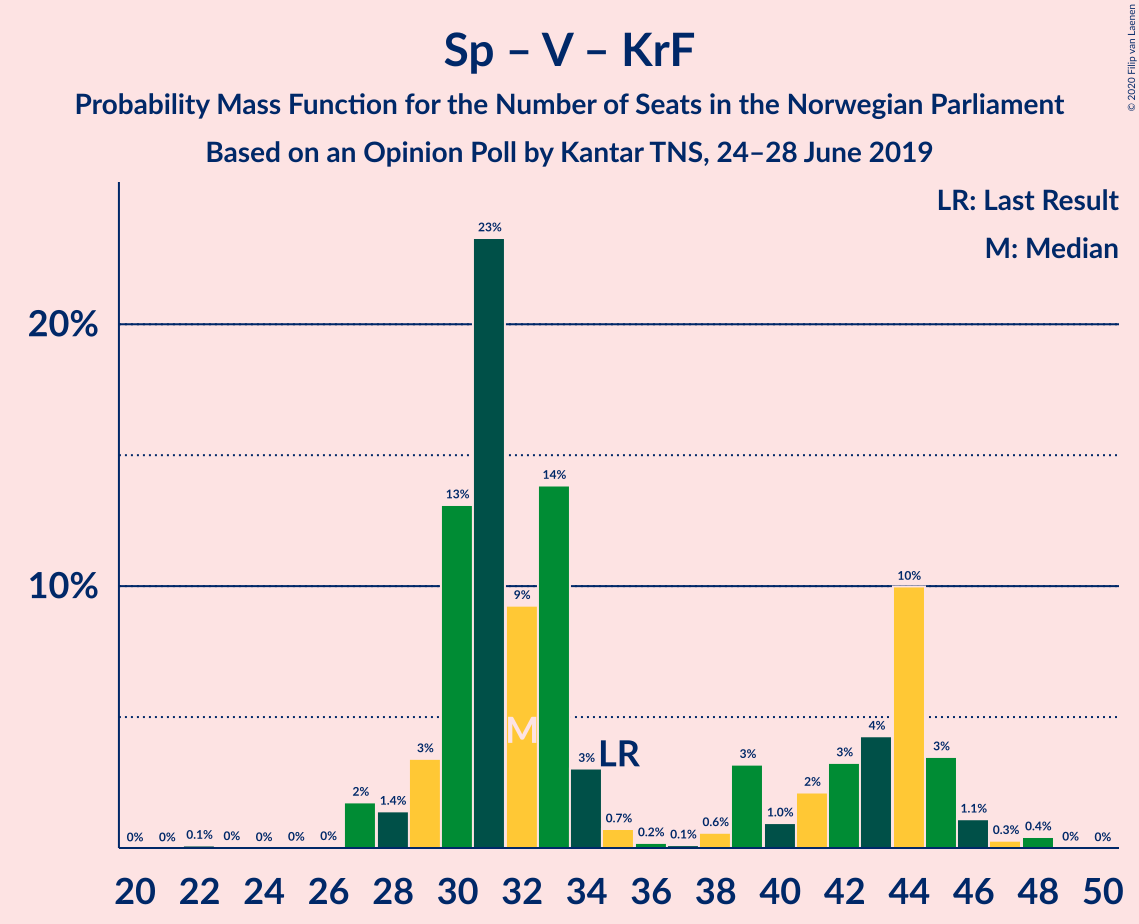 Sp – V – KrF
Probability Mass Function for the Number of Seats in the Norwegian Parliament
Based on an Opinion Poll by Kantar TNS, 24–28 June 2019
© 2020 Filip van Laenen
LR: Last Result
M: Median
20%
10%
0% 0% 0.1% 0% 0% 0% 0% 2% 1.4% 3% 13% 23% 9% 14% 3% 0.7% 0.2% 0.1% 0.6% 3% 1.0% 2% 3% 4% 10% 3% 1.1% 0.3% 0.4% 0% 0%
M
LR
20 22 24 26 28 30 32 34 36 38 40 42 44 46 48 50